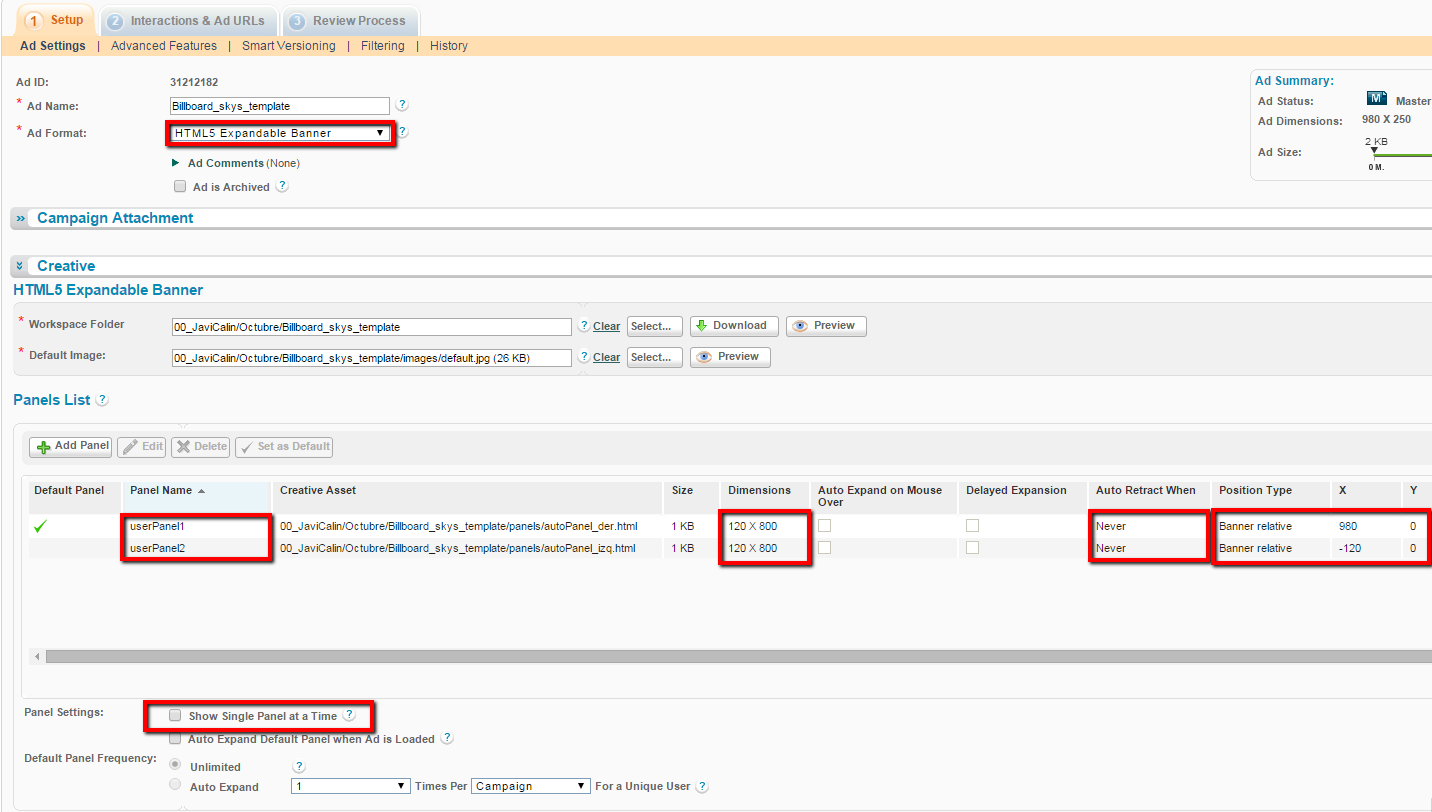 1 Setup 2 Interactions & Ad URLs 3 Review Process
Ad Settings | Advanced Features | Smart Versioning | Filtering | History
Ad ID: 31212182
* Ad Name: Billboard_skys_template ?
* Ad Format: HTML5 Expandable Banner ?
Ad Comments (None)
Ad is Archived ?
Ad Summary:
Ad Status: M Master
Ad Dimensions: 980 X 250
Ad Size: 2 KB
0 M.
Campaign Attachment
Creative
HTML5 Expandable Banner
* Workspace Folder 00_JaviCalin/Octubre/Billboard_skys_template ? Clear Select... Download Preview
* Default Image: 00_JaviCalin/Octubre/Billboard_skys_template/images/default.jpg (26 KB) ? Clear Select... Preview
Panels List ?
Add Panel Edit Delete Set as Default
Default Panel Panel Name Creative Asset Size Dimensions Auto Expand on Mouse Over Delayed Expansion Auto Retract When Position Type X Y
userPanel1 00_JaviCalin/Octubre/Billboard_skys_template/panels/autoPanel_der.html 1 KB 120 X 800 Never Banner relative 980 0
userPanel2 00_JaviCalin/Octubre/Billboard_skys_template/panels/autoPanel_izq.html 1 KB 120 X 800 Never Banner relative -120 0
Panel Settings: Show Single Panel at a Time ?
Auto Expand Default Panel when Ad is Loaded ?
Default Panel Frequency: Unlimited ?
Auto Expand 1 Times Per Campaign For a Unique User ?